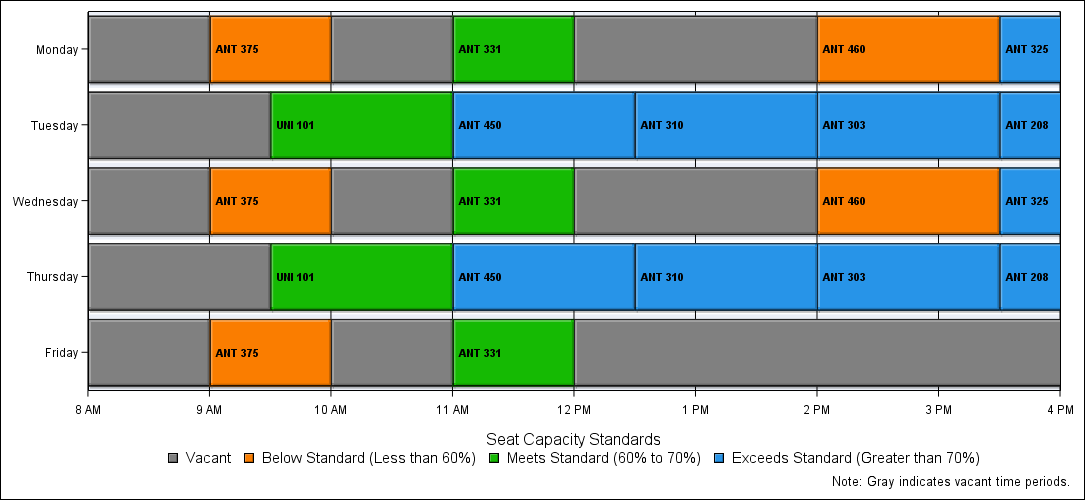 Monday ANT 375 ANT 331 ANT 460 ANT 325
Tuesday UNI 101 ANT 450 ANT 310 ANT 303 ANT 208
Wednesday ANT 375 ANT 331 ANT 460 ANT 325
Thursday UNI 101 ANT 450 ANT 310 ANT 303 ANT 208
Friday ANT 375 ANT 331
8 AM 9 AM 10 AM 11 AM 12 PM 1 PM 2 PM 3 PM 4 PM
Seat Capacity Standards
Vacant Below Standard (Less than 60%) Meets Standard (60% to 70%) Exceeds Standard (Greater than 70%)
Note: Gray indicates vacant time periods.